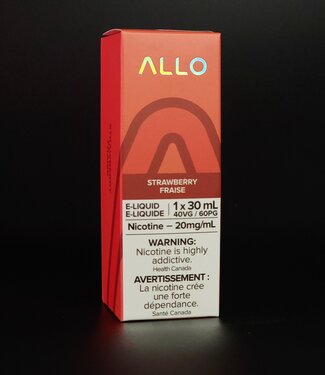 ALLO
STRAWBERRY
FRAISE
E-LIQUID
E-LIQUIDE
1 x 30 mL
40VG / 60PG
Nicotine – 20mg/mL
WARNING:
Nicotine is highly
addictive.
Health Canada
AVERTISSEMENT :
La nicotine crée
une forte
dépendance.
Santé Canada